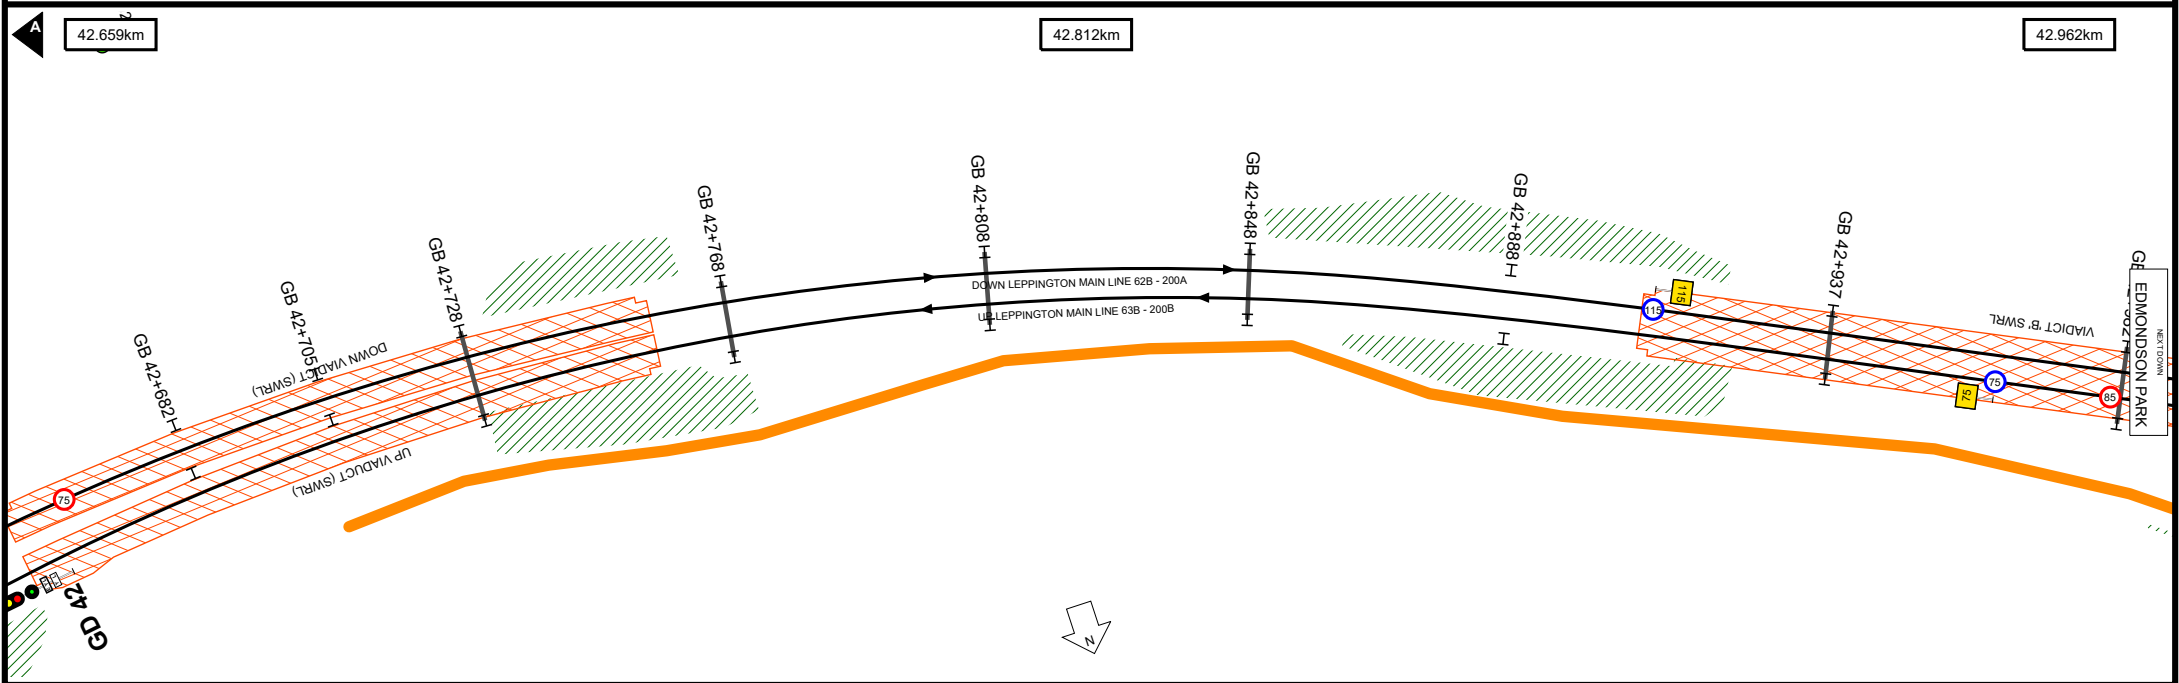 A
42.659km
42.812km
42.962km
GB 42+682
GB 42+705
GB 42+728
GB 42+768
GB 42+808
GB 42+848
GB 42+888
GB 42+937
DOWN VIADUCT (SWRL)
UP VIADUCT (SWRL)
DOWN LEPPINGTON MAIN LINE 62B - 200A
UP LEPPINGTON MAIN LINE 63B - 200B
115
115
VIADICT 'B' SWRL
NEXT DOWN
EDMONDSON PARK
75
75
85
75
GD 42
N